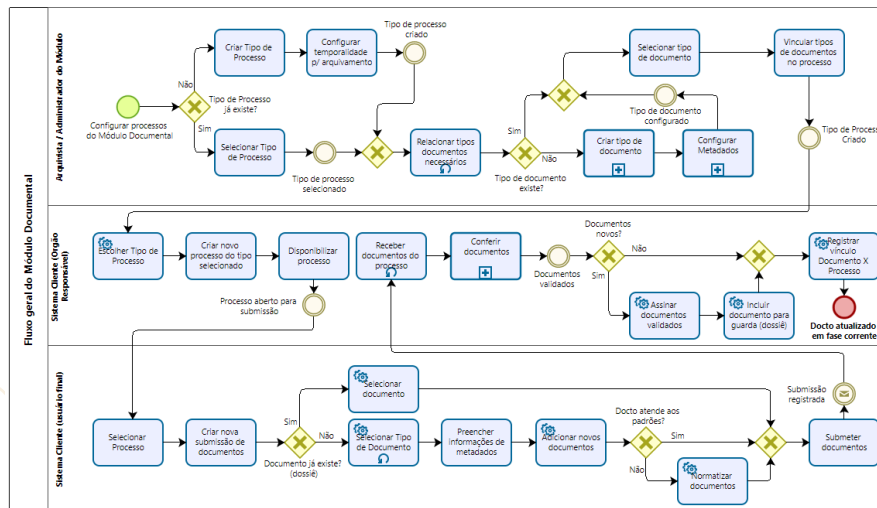 Fluxo geral do Módulo Documental
Arquivista / Administrador do Módulo
Configurar processos
do Módulo Documental
Não
Tipo de Processo
já existe?
Sim
Criar Tipo de
Processo
Configurar
temporalidade
p/ arquivamento
Tipo de processo
criado
Selecionar Tipo
de Processo
Tipo de processo
selecionado
Relacionar tipos
documentos
necessários
Sim
Não
Tipo de documento
existe?
Criar tipo de
documento
Configurar
Metadados
Tipo de documento
configurado
Selecionar tipo
de documento
Vincular tipos
de documentos
no processo
Tipo de Processo
Criado
Sistema Cliente (Órgão
Responsável)
Escolher Tipo de
Processo
Criar novo
processo do tipo
selecionado
Disponibilizar
processo
Processo aberto para
submissão
Receber
documentos do
processo
Conferir
documentos
Documentos
validados
Documentos
novos?
Não
Sim
Assinar
documentos
validados
Incluir
documento para
guarda (dossiê)
Registrar
vínculo
Documento X
Processo
Docto atualizado
em fase corrente
Sistema Cliente (usuário final)
Selecionar
Processo
Criar nova
submissão de
documentos
Sim
Não
Documento já existe?
(dossiê)
Selecionar
documento
Selecionar Tipo
de Documento
Preencher
informações de
metadados
Adicionar novos
documentos
Docto atende aos
padrões?
Sim
Não
Normatizar
documentos
Submeter
documentos
Submissão
registrada